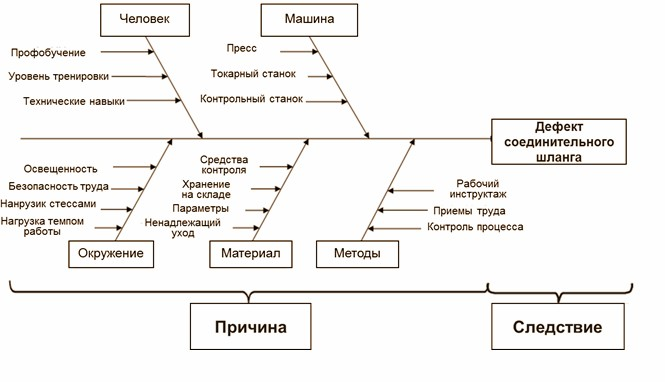 Человек
Машина
Профобучение
Уровень тренировки
Технические навыки
Пресс
Токарный станок
Контрольный станок
Дефект
соединительного
шланга
Освещенность
Безопасность труда
Нанрузик стессами
Нагрузка темпом
работы
Средства
контроля
Хранение
на складе
Параметры
Ненадлежащий
уход
Рабочий
инструктаж
Приемы труда
Контроль процесса
Окружение
Материал
Методы
Причина
Следствие